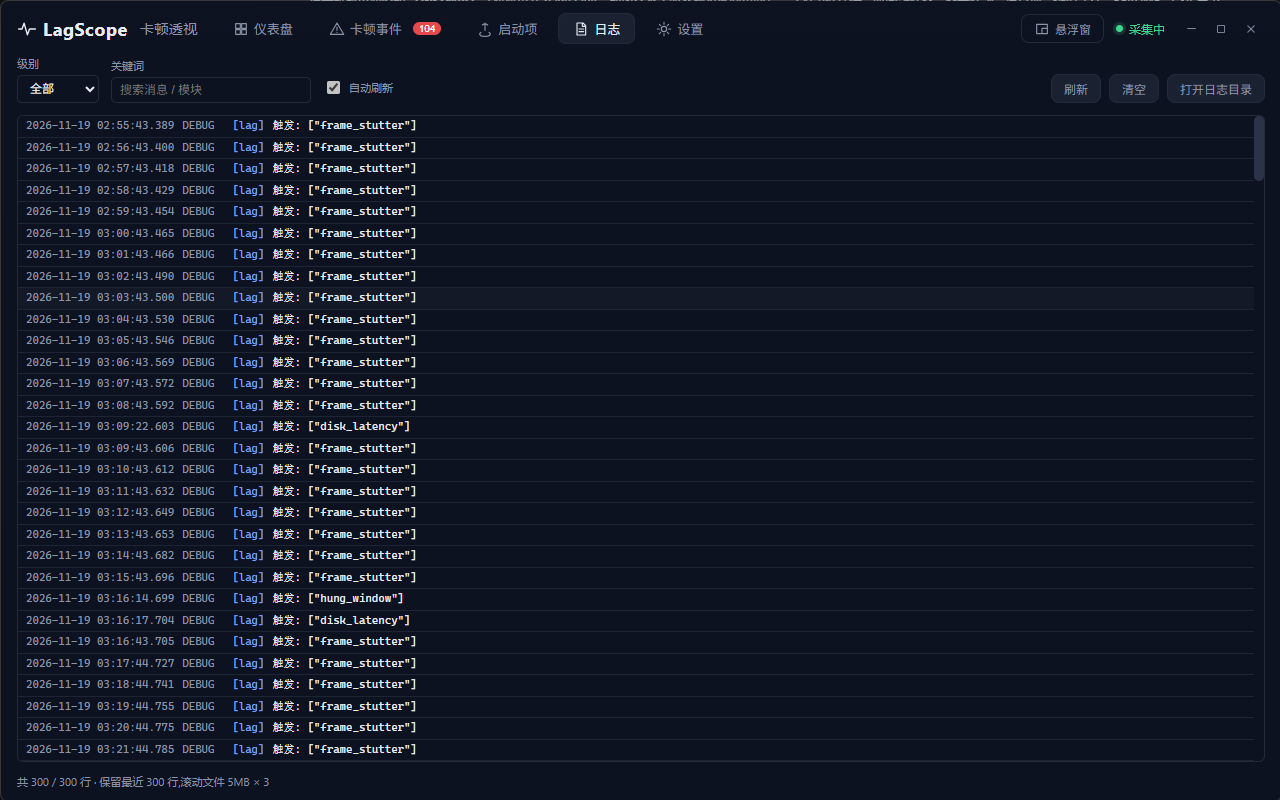 LagScope 卡顿透视 仪表盘 卡顿事件 104 启动项 日志 设置 悬浮窗 采集中
级别 关键词
全部 搜索消息 / 模块 自动刷新 刷新 清空 打开日志目录
2026-11-19 02:55:43.389 DEBUG [lag] 触发: ["frame_stutter"]
2026-11-19 02:56:43.400 DEBUG [lag] 触发: ["frame_stutter"]
2026-11-19 02:57:43.418 DEBUG [lag] 触发: ["frame_stutter"]
2026-11-19 02:58:43.429 DEBUG [lag] 触发: ["frame_stutter"]
2026-11-19 02:59:43.454 DEBUG [lag] 触发: ["frame_stutter"]
2026-11-19 03:00:43.465 DEBUG [lag] 触发: ["frame_stutter"]
2026-11-19 03:01:43.466 DEBUG [lag] 触发: ["frame_stutter"]
2026-11-19 03:02:43.490 DEBUG [lag] 触发: ["frame_stutter"]
2026-11-19 03:03:43.500 DEBUG [lag] 触发: ["frame_stutter"]
2026-11-19 03:04:43.530 DEBUG [lag] 触发: ["frame_stutter"]
2026-11-19 03:05:43.546 DEBUG [lag] 触发: ["frame_stutter"]
2026-11-19 03:06:43.569 DEBUG [lag] 触发: ["frame_stutter"]
2026-11-19 03:07:43.572 DEBUG [lag] 触发: ["frame_stutter"]
2026-11-19 03:08:43.592 DEBUG [lag] 触发: ["frame_stutter"]
2026-11-19 03:09:22.603 DEBUG [lag] 触发: ["disk_latency"]
2026-11-19 03:09:43.606 DEBUG [lag] 触发: ["frame_stutter"]
2026-11-19 03:10:43.612 DEBUG [lag] 触发: ["frame_stutter"]
2026-11-19 03:11:43.632 DEBUG [lag] 触发: ["frame_stutter"]
2026-11-19 03:12:43.649 DEBUG [lag] 触发: ["frame_stutter"]
2026-11-19 03:13:43.653 DEBUG [lag] 触发: ["frame_stutter"]
2026-11-19 03:14:43.682 DEBUG [lag] 触发: ["frame_stutter"]
2026-11-19 03:15:43.696 DEBUG [lag] 触发: ["frame_stutter"]
2026-11-19 03:16:14.699 DEBUG [lag] 触发: ["hung_window"]
2026-11-19 03:16:17.704 DEBUG [lag] 触发: ["disk_latency"]
2026-11-19 03:16:43.705 DEBUG [lag] 触发: ["frame_stutter"]
2026-11-19 03:17:44.727 DEBUG [lag] 触发: ["frame_stutter"]
2026-11-19 03:18:44.741 DEBUG [lag] 触发: ["frame_stutter"]
2026-11-19 03:19:44.755 DEBUG [lag] 触发: ["frame_stutter"]
2026-11-19 03:20:44.775 DEBUG [lag] 触发: ["frame_stutter"]
2026-11-19 03:21:44.785 DEBUG [lag] 触发: ["frame_stutter"]
共 300 / 300 行 · 保留最近 300 行,滚动文件 5MB × 3